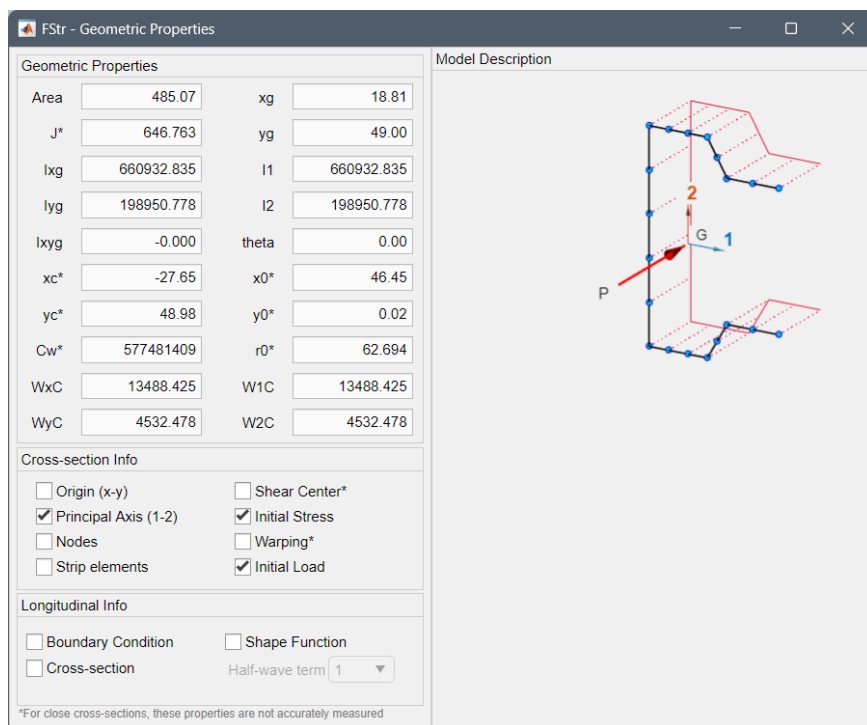 FStr - Geometric Properties
Geometric Properties
Area 485.07 xg 18.81
J* 646.763 yg 49.00
Ixg 660932.835 I1 660932.835
Iyg 198950.778 I2 198950.778
Ixyg -0.000 theta 0.00
xc* -27.65 x0* 46.45
yc* 48.98 y0* 0.02
Cw* 577481409 r0* 62.694
WxC 13488.425 W1C 13488.425
WyC 4532.478 W2C 4532.478
Cross-section Info
Origin (x-y) Shear Center*
Principal Axis (1-2) Initial Stress
Nodes Warping*
Strip elements Initial Load
Longitudinal Info
Boundary Condition Shape Function
Cross-section Half-wave term 1
*For close cross-sections, these properties are not accurately measured
Model Description
2
G 1
P